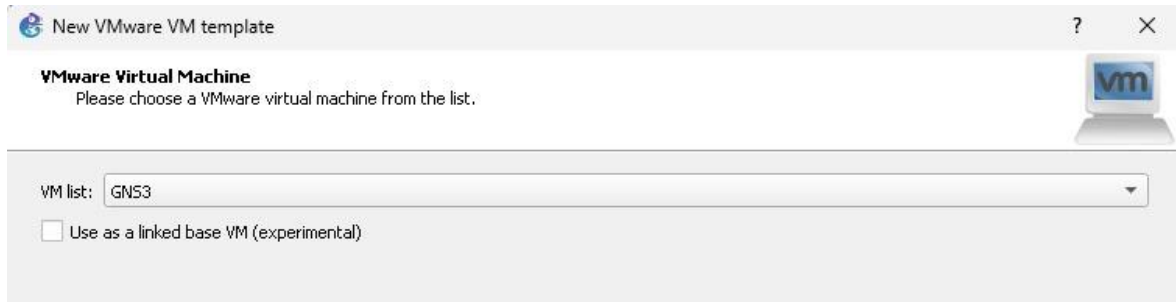 New VMware VM template
?
VMware Virtual Machine
Please choose a VMware virtual machine from the list.
vm
VM list: GNS3
Use as a linked base VM (experimental)